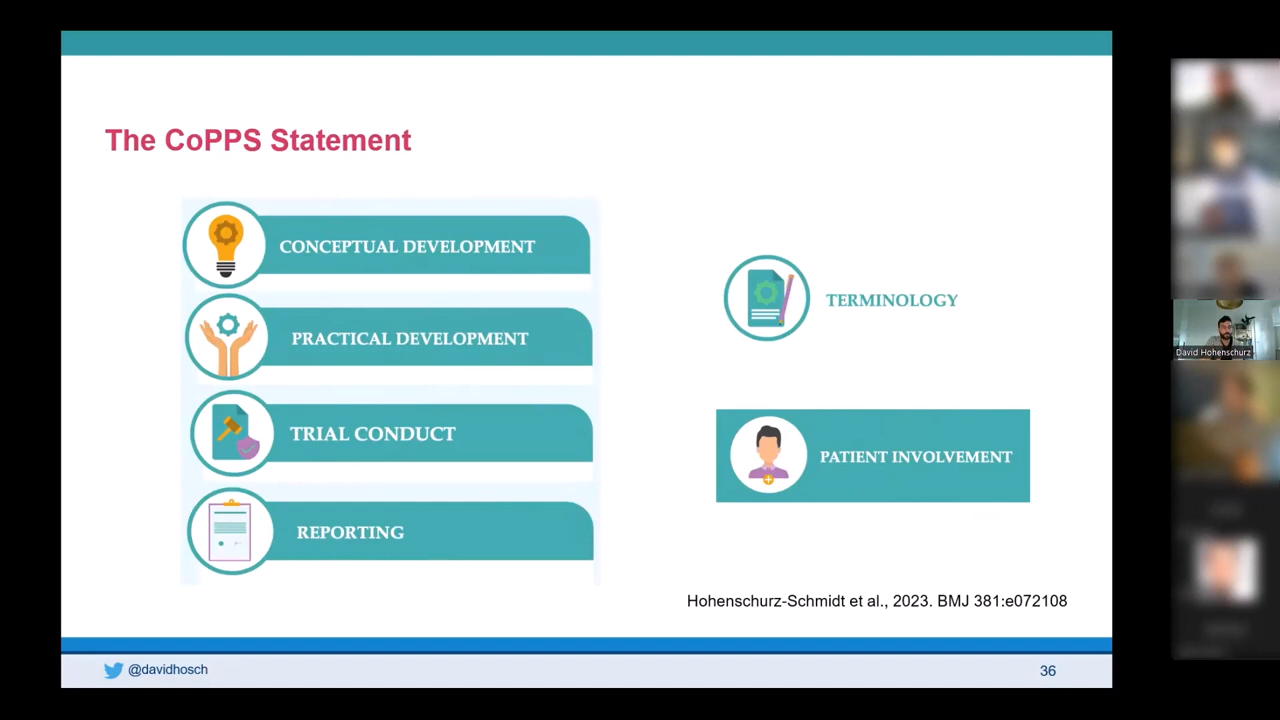 The CoPPS Statement
CONCEPTUAL DEVELOPMENT
PRACTICAL DEVELOPMENT
TRIAL CONDUCT
REPORTING
TERMINOLOGY
PATIENT INVOLVEMENT
Hohenschurz-Schmidt et al., 2023. BMJ 381:e072108
@davidhosch
36
David Hohenschurz